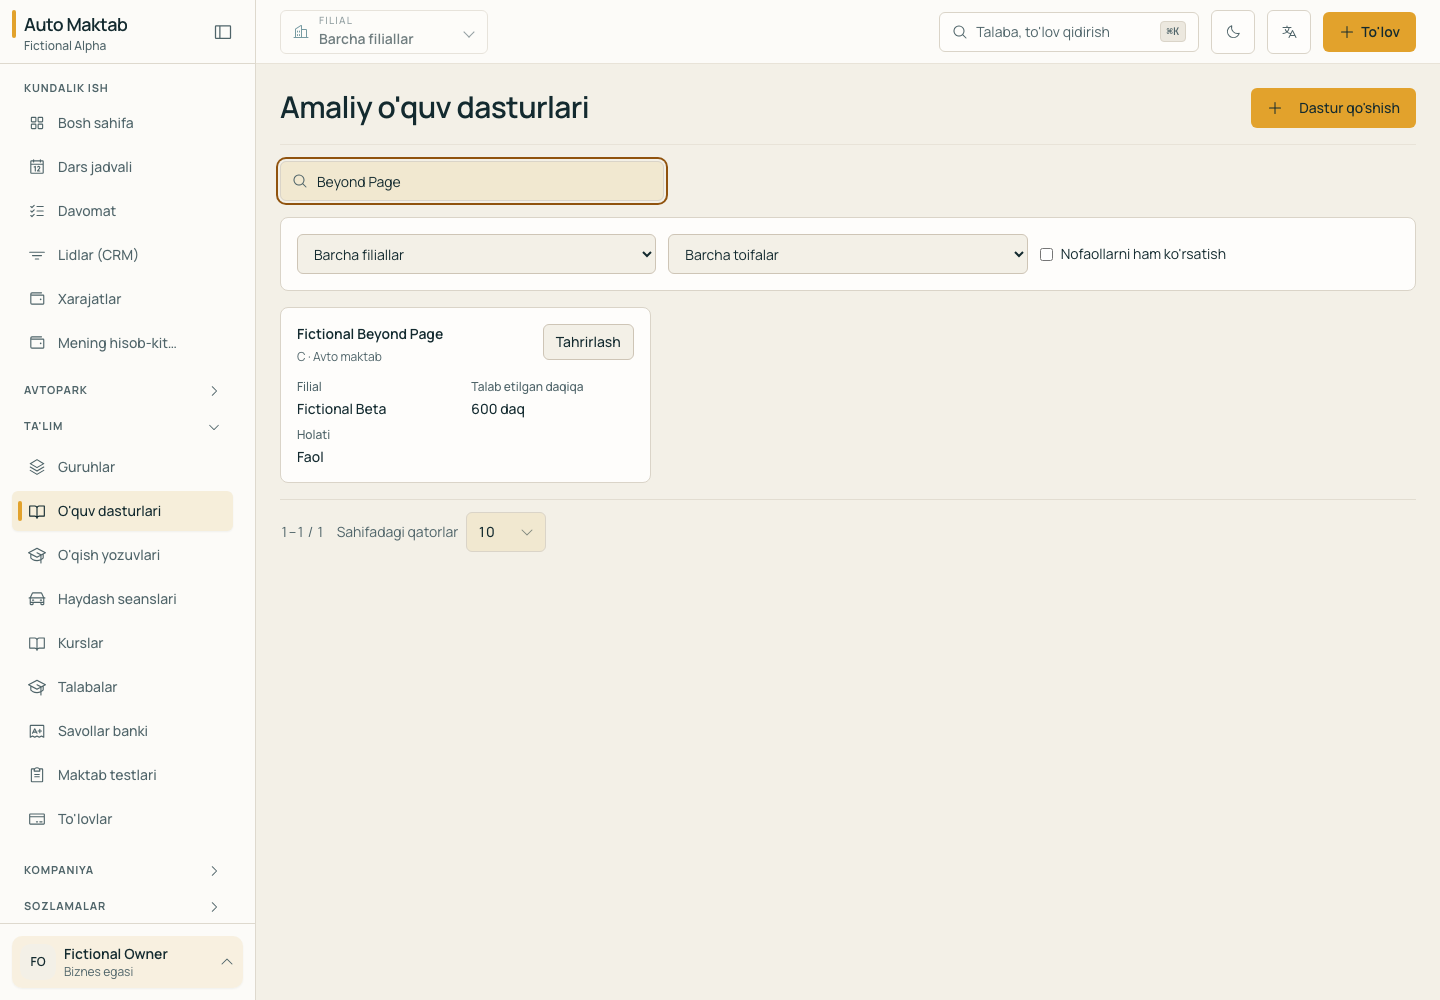 Auto Maktab
Fictional Alpha
KUNDALIK ISH
Bosh sahifa
Dars jadvali
Davomat
Lidlar (CRM)
Xarajatlar
Mening hisob-kit...
AVTOPARK
TA'LIM
Guruhlar
O'quv dasturlari
O'qish yozuvlari
Haydash seanslari
Kurslar
Talabalar
Savollar banki
Maktab testlari
To'lovlar
KOMPANIYA
SOZLAMALAR
FO
Fictional Owner
Biznes egasi
FILIAL
Barcha filiallar
Talaba, to'lov qidirish
⌘K
To'lov
Amaliy o'quv dasturlari
Dastur qo'shish
Beyond Page
Barcha filiallar
Barcha toifalar
Nofaollarni ham ko'rsatish
Fictional Beyond Page
C · Avto maktab
Tahrirlash
Filial
Talab etilgan daqiqa
Fictional Beta
600 daq
Holati
Faol
1–1 / 1
Sahifadagi qatorlar
10